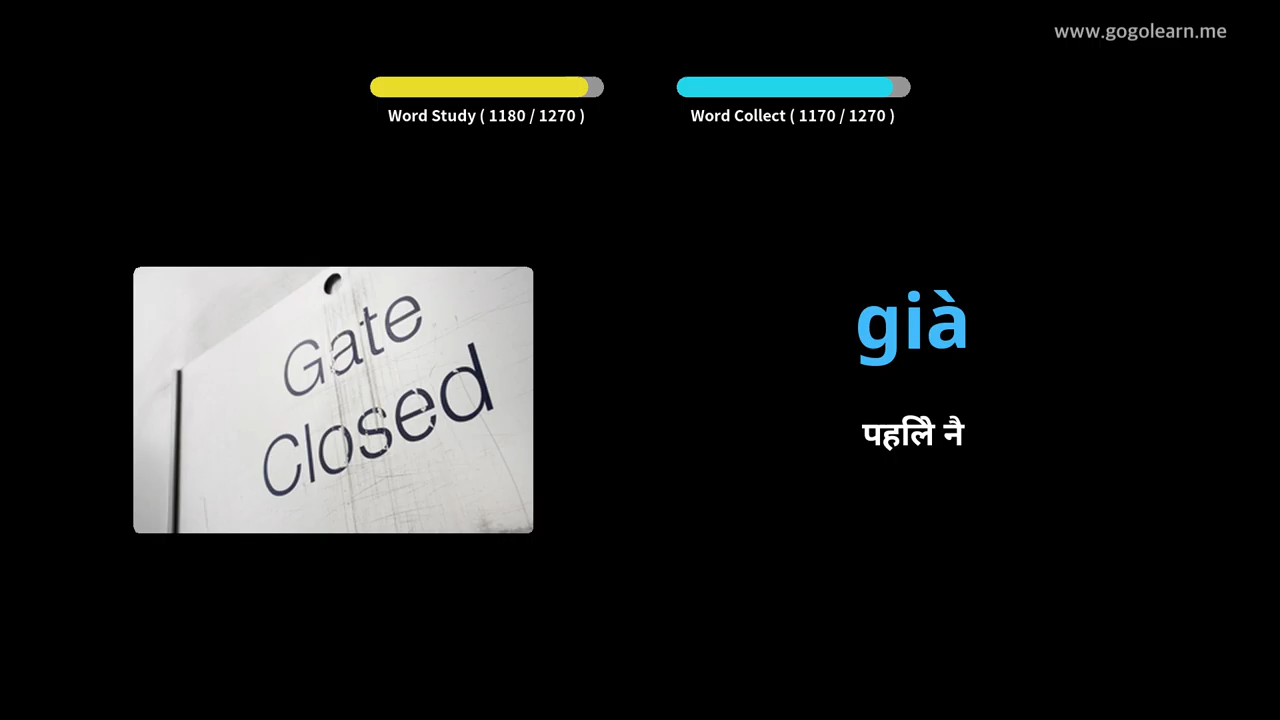 www.gogolearn.me
Word Study ( 1180 / 1270 )
Word Collect ( 1170 / 1270 )
Gate
Closed
già
पहलेि नै